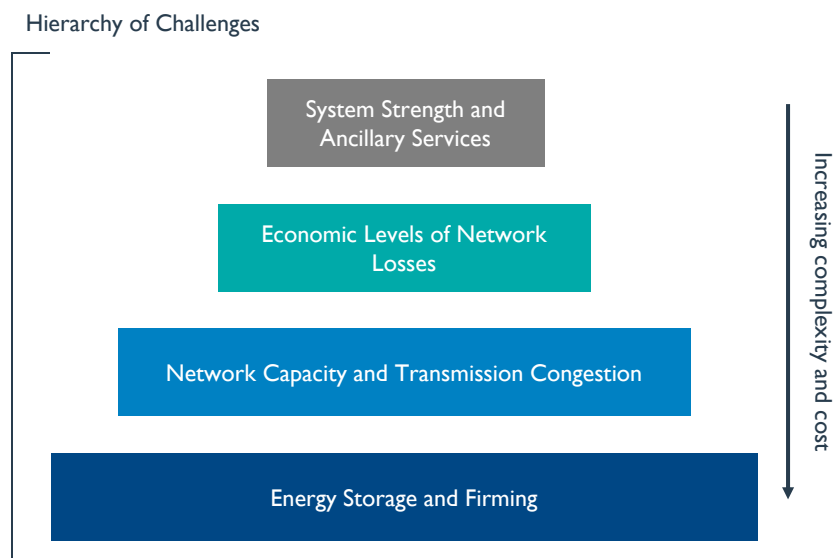 Hierarchy of Challenges
System Strength and
Ancillary Services
Economic Levels of Network
Losses
Network Capacity and Transmission Congestion
Energy Storage and Firming
Increasing complexity and cost